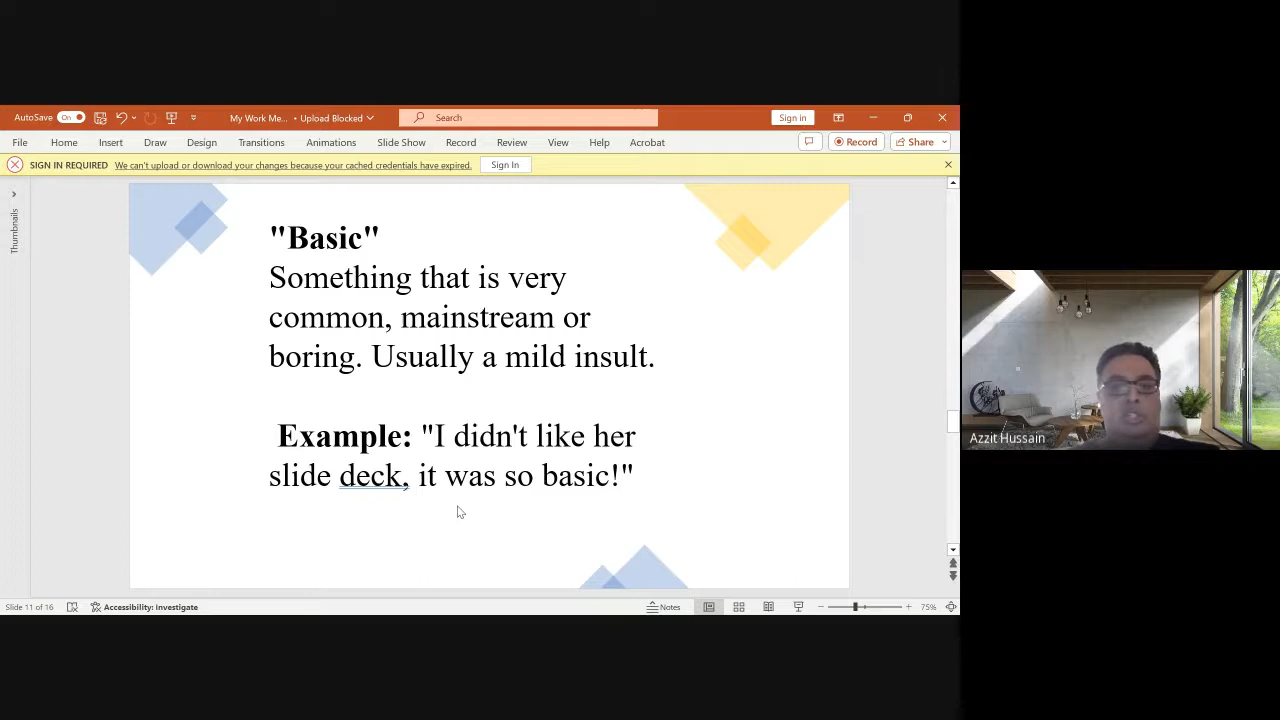 AutoSave On My Work Me... • Upload Blocked Search Sign in
File Home Insert Draw Design Transitions Animations Slide Show Record Review View Help Acrobat Record Share
SIGN IN REQUIRED We can't upload or download your changes because your cached credentials have expired. Sign In
Thumbnails
"Basic"
Something that is very
common, mainstream or
boring. Usually a mild insult.
Example: "I didn't like her
slide deck, it was so basic!"
Azzit Hussain
Slide 11 of 16 Accessibility: Investigate Notes 75%